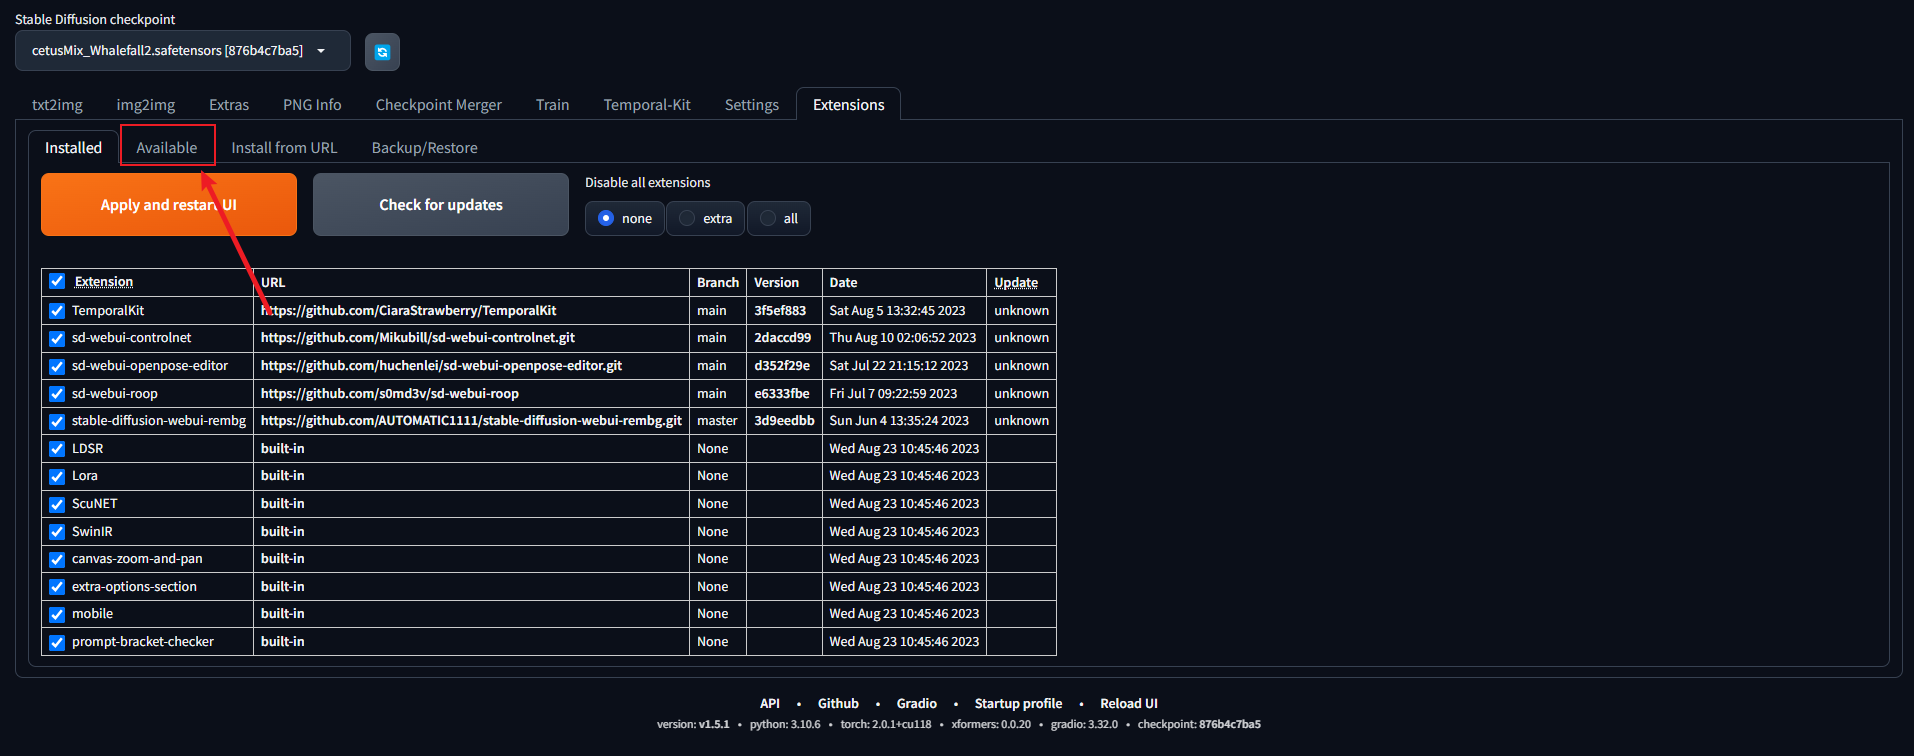 Stable Diffusion checkpoint
cetusMix_Whalefall2.safetensors [876b4c7ba5]
txt2img img2img Extras PNG Info Checkpoint Merger Train Temporal-Kit Settings Extensions
Installed Available Install from URL Backup/Restore
Disable all extensions
Apply and restart UI Check for updates none extra all
Extension URL Branch Version Date Update
TemporalKit https://github.com/CiaraStrawberry/TemporalKit main 3f5ef883 Sat Aug 5 13:32:45 2023 unknown
sd-webui-controlnet https://github.com/Mikubill/sd-webui-controlnet.git main 2daccd99 Thu Aug 10 02:06:52 2023 unknown
sd-webui-openpose-editor https://github.com/huchenlei/sd-webui-openpose-editor.git main d352f29e Sat Jul 22 21:15:12 2023 unknown
sd-webui-roop https://github.com/s0md3v/sd-webui-roop main e6333fbe Fri Jul 7 09:22:59 2023 unknown
stable-diffusion-webui-rembg https://github.com/AUTOMATIC1111/stable-diffusion-webui-rembg.git master 3d9eedbb Sun Jun 4 13:35:24 2023 unknown
LDSR built-in None Wed Aug 23 10:45:46 2023
Lora built-in None Wed Aug 23 10:45:46 2023
ScuNET built-in None Wed Aug 23 10:45:46 2023
SwinIR built-in None Wed Aug 23 10:45:46 2023
canvas-zoom-and-pan built-in None Wed Aug 23 10:45:46 2023
extra-options-section built-in None Wed Aug 23 10:45:46 2023
mobile built-in None Wed Aug 23 10:45:46 2023
prompt-bracket-checker built-in None Wed Aug 23 10:45:46 2023
API • Github • Gradio • Startup profile • Reload UI
version: v1.5.1 • python: 3.10.6 • torch: 2.0.1+cu118 • xformers: 0.0.20 • gradio: 3.32.0 • checkpoint: 876b4c7ba5